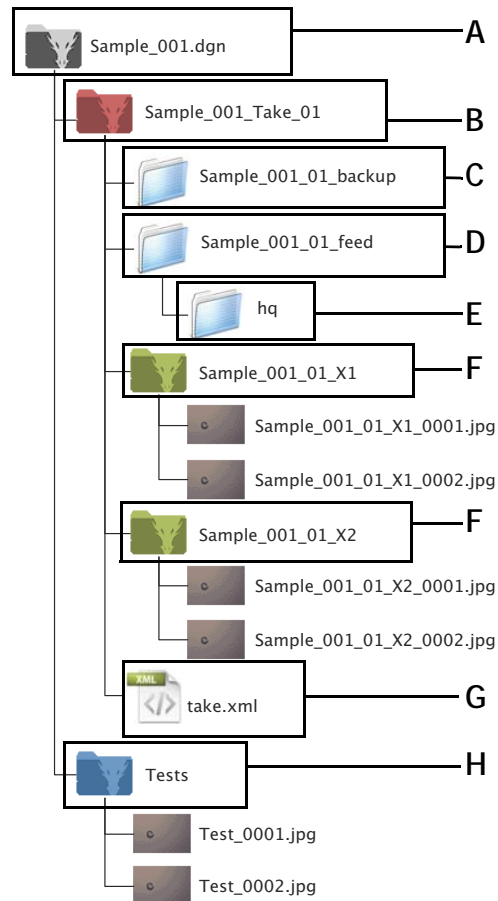 Sample_001.dgn A
Sample_001_Take_01 B
Sample_001_01_backup C
Sample_001_01_feed D
hq E
Sample_001_01_X1 F
Sample_001_01_X1_0001.jpg
Sample_001_01_X1_0002.jpg
Sample_001_01_X2 F
Sample_001_01_X2_0001.jpg
Sample_001_01_X2_0002.jpg
XML
take.xml G
Tests H
Test_0001.jpg
Test_0002.jpg